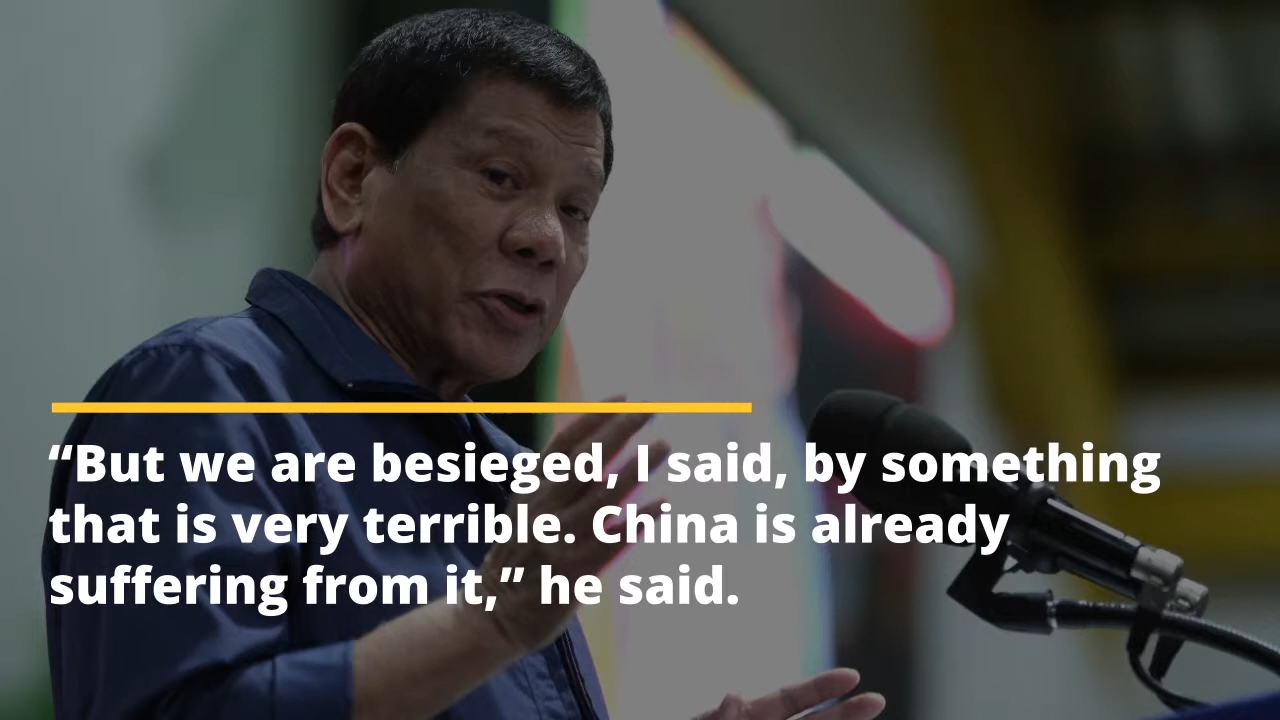 “But we are besieged, I said, by something
that is very terrible. China is already
suffering from it,” he said.